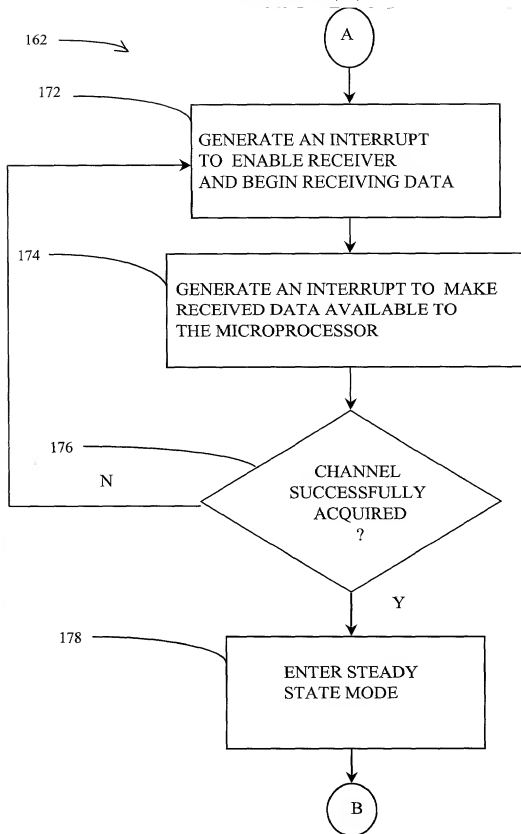 A
162
172
GENERATE AN INTERRUPT
TO ENABLE RECEIVER
AND BEGIN RECEIVING DATA
174
GENERATE AN INTERRUPT TO MAKE
RECEIVED DATA AVAILABLE TO
THE MICROPROCESSOR
176
N
CHANNEL
SUCCESSFULLY
ACQUIRED
?
Y
178
ENTER STEADY
STATE MODE
B